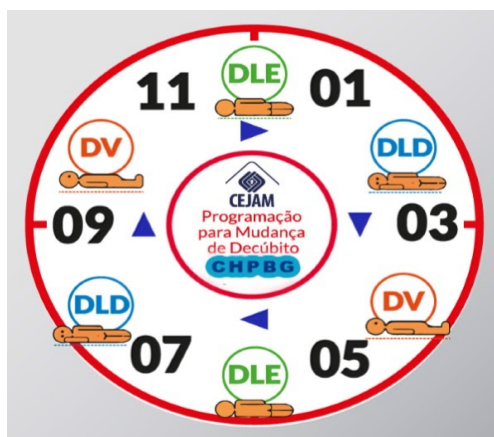 DLE
11
01
DV
DLD
09
03
CEJAM
Programação
para Mudança
de Decúbito
CHPBG
DLD
DV
07
05
DLE